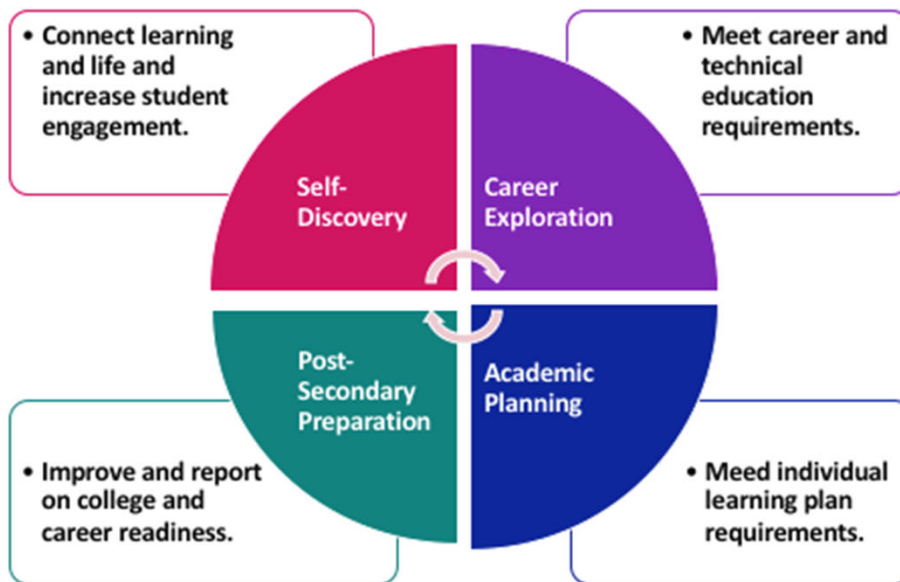 • Connect learning
and life and
increase student
engagement.
• Meet career and
technical
education
requirements.
Self-
Discovery
Career
Exploration
Post-
Secondary
Preparation
Academic
Planning
• Improve and report
on college and
career readiness.
• Meed individual
learning plan
requirements.